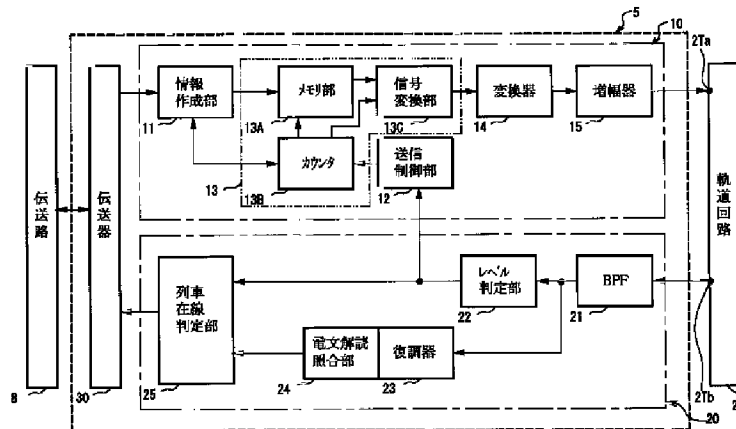 5
10
2Ta
情報
作成部
11
メモリ部
13A
信号
変換部
13C
変換器
14
増幅器
15
カウンタ
13B
13
送信
制御部
12
伝送路
8
伝送器
30
軌道回路
2
列車
在線
判定部
25
レベル
判定部
22
BPF
21
電文解読
照合部
24
復調器
23
2Tb
20